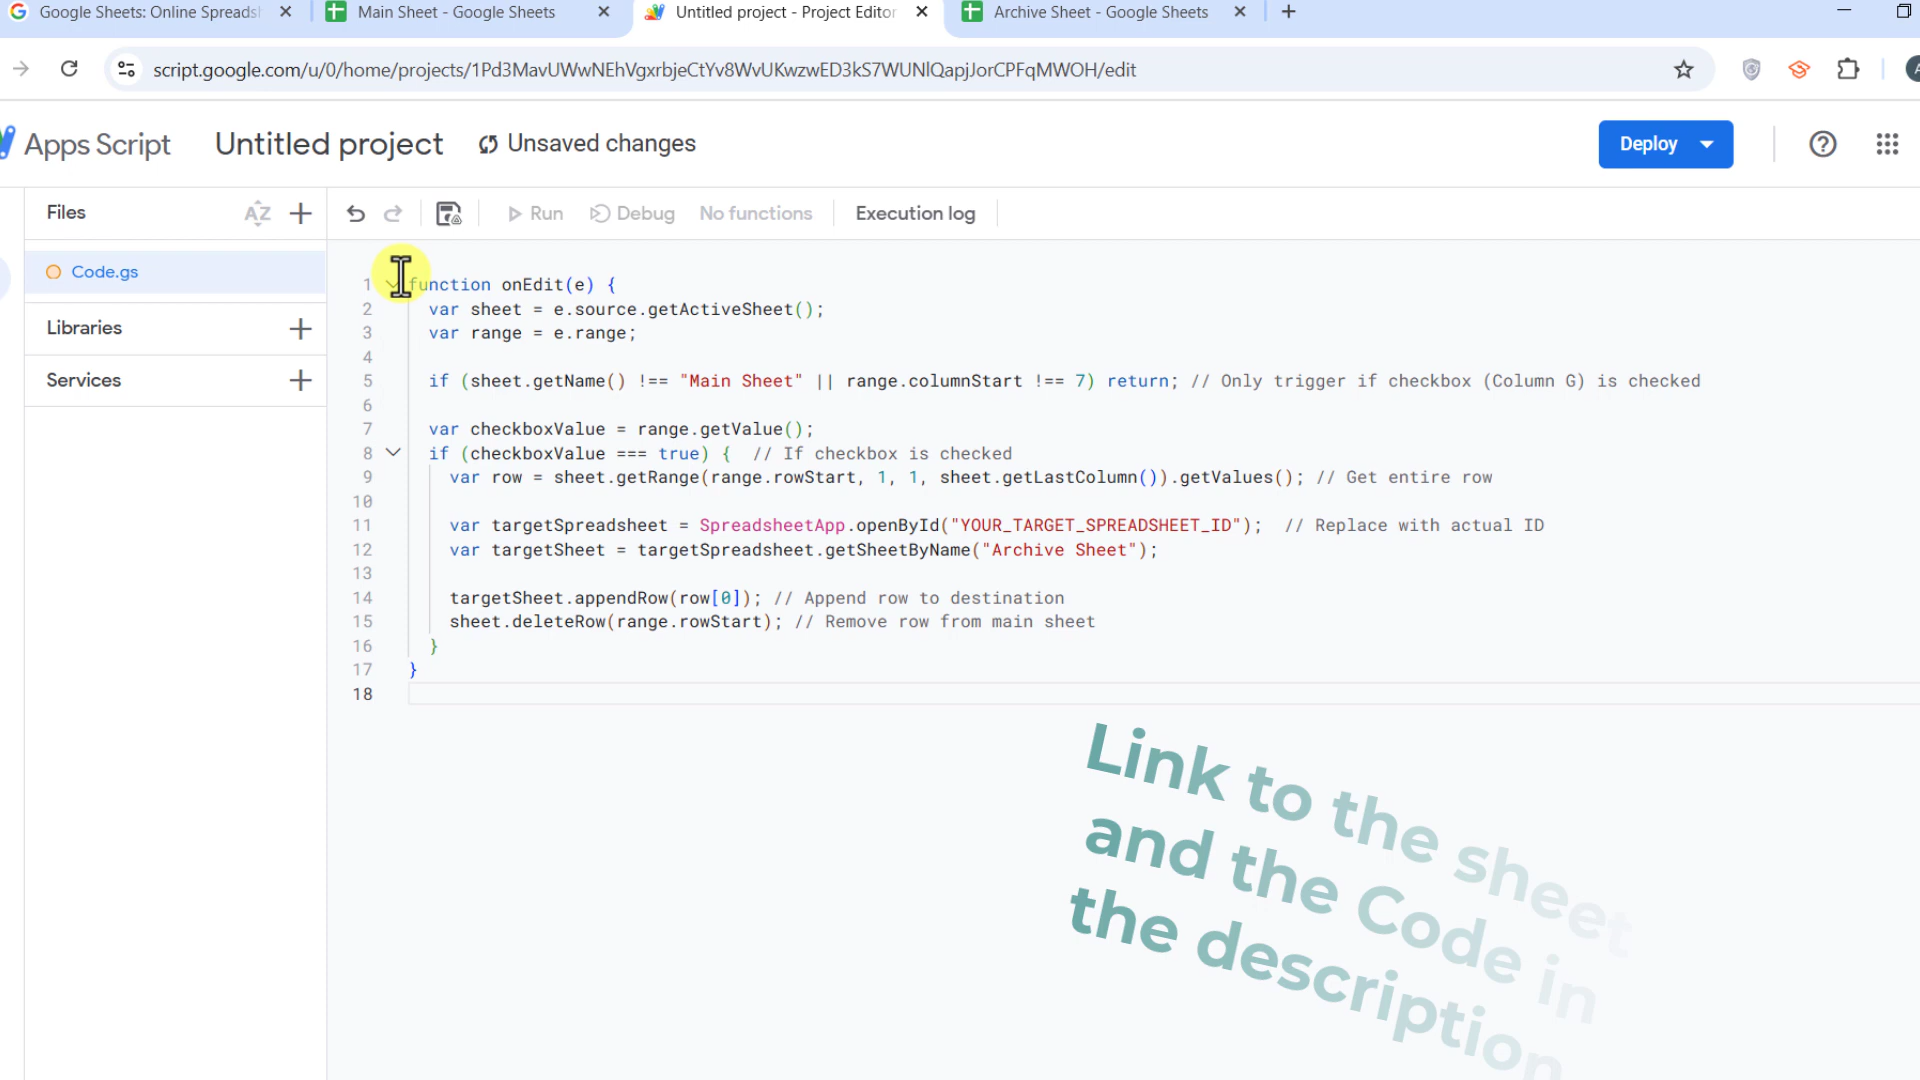 Google Sheets: Online Spreads
Main Sheet - Google Sheets
Untitled project - Project Editor
Archive Sheet - Google Sheets
script.google.com/u/0/home/projects/1Pd3MavUWwNEhVgxrbjeCtYv8WvUKwzwED3kS7WUNlQapjJorCPFqMWOH/edit
Apps Script
Untitled project
Unsaved changes
Deploy
Files
AZ
Run
Debug
No functions
Execution log
Code.gs
Libraries
Services
1 function onEdit(e) {
2 var sheet = e.source.getActiveSheet();
3 var range = e.range;
4
5 if (sheet.getName() !== "Main Sheet" || range.columnStart !== 7) return; // Only trigger if checkbox (Column G) is checked
6
7 var checkboxValue = range.getValue();
8 if (checkboxValue === true) { // If checkbox is checked
9 var row = sheet.getRange(range.rowStart, 1, 1, sheet.getLastColumn()).getValues(); // Get entire row
10
11 var targetSpreadsheet = SpreadsheetApp.openById("YOUR_TARGET_SPREADSHEET_ID"); // Replace with actual ID
12 var targetSheet = targetSpreadsheet.getSheetByName("Archive Sheet");
13
14 targetSheet.appendRow(row[0]); // Append row to destination
15 sheet.deleteRow(range.rowStart); // Remove row from main sheet
16 }
17 }
18
Link to the sheet
and the Code in
the description